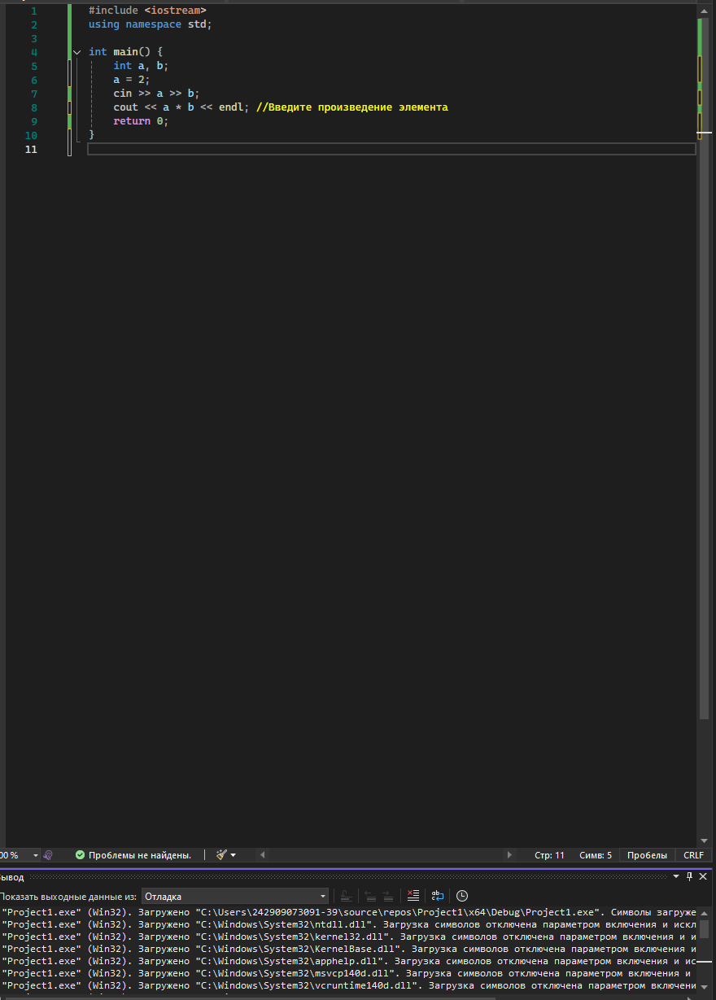 1 #include <iostream>
2 using namespace std;
3
4 int main() {
5 int a, b;
6 a = 2;
7 cin >> a >> b;
8 cout << a * b << endl; //Введите произведение элемента
9 return 0;
10 }
11
00 % Проблемы не найдены. Стр: 11 Симв: 5 Пробелы CRLF
Вывод
Показать выходные данные из: Отладка
"Project1.exe" (Win32). Загружено "C:\Users\242909073091-39\source\repos\Project1\x64\Debug\Project1.exe". Символы загруже
"Project1.exe" (Win32). Загружено "C:\Windows\System32\ntdll.dll". Загрузка символов отключена параметром включения и искл
"Project1.exe" (Win32). Загружено "C:\Windows\System32\kernel32.dll". Загрузка символов отключена параметром включения и и
"Project1.exe" (Win32). Загружено "C:\Windows\System32\KernelBase.dll". Загрузка символов отключена параметром включения и
"Project1.exe" (Win32). Загружено "C:\Windows\System32\apphelp.dll". Загрузка символов отключена параметром включения и ис
"Project1.exe" (Win32). Загружено "C:\Windows\System32\msvcp140d.dll". Загрузка символов отключена параметром включения и
"Project1.exe" (Win32). Загружено "C:\Windows\System32\vcruntime140d.dll". Загрузка символов отключена параметром включени